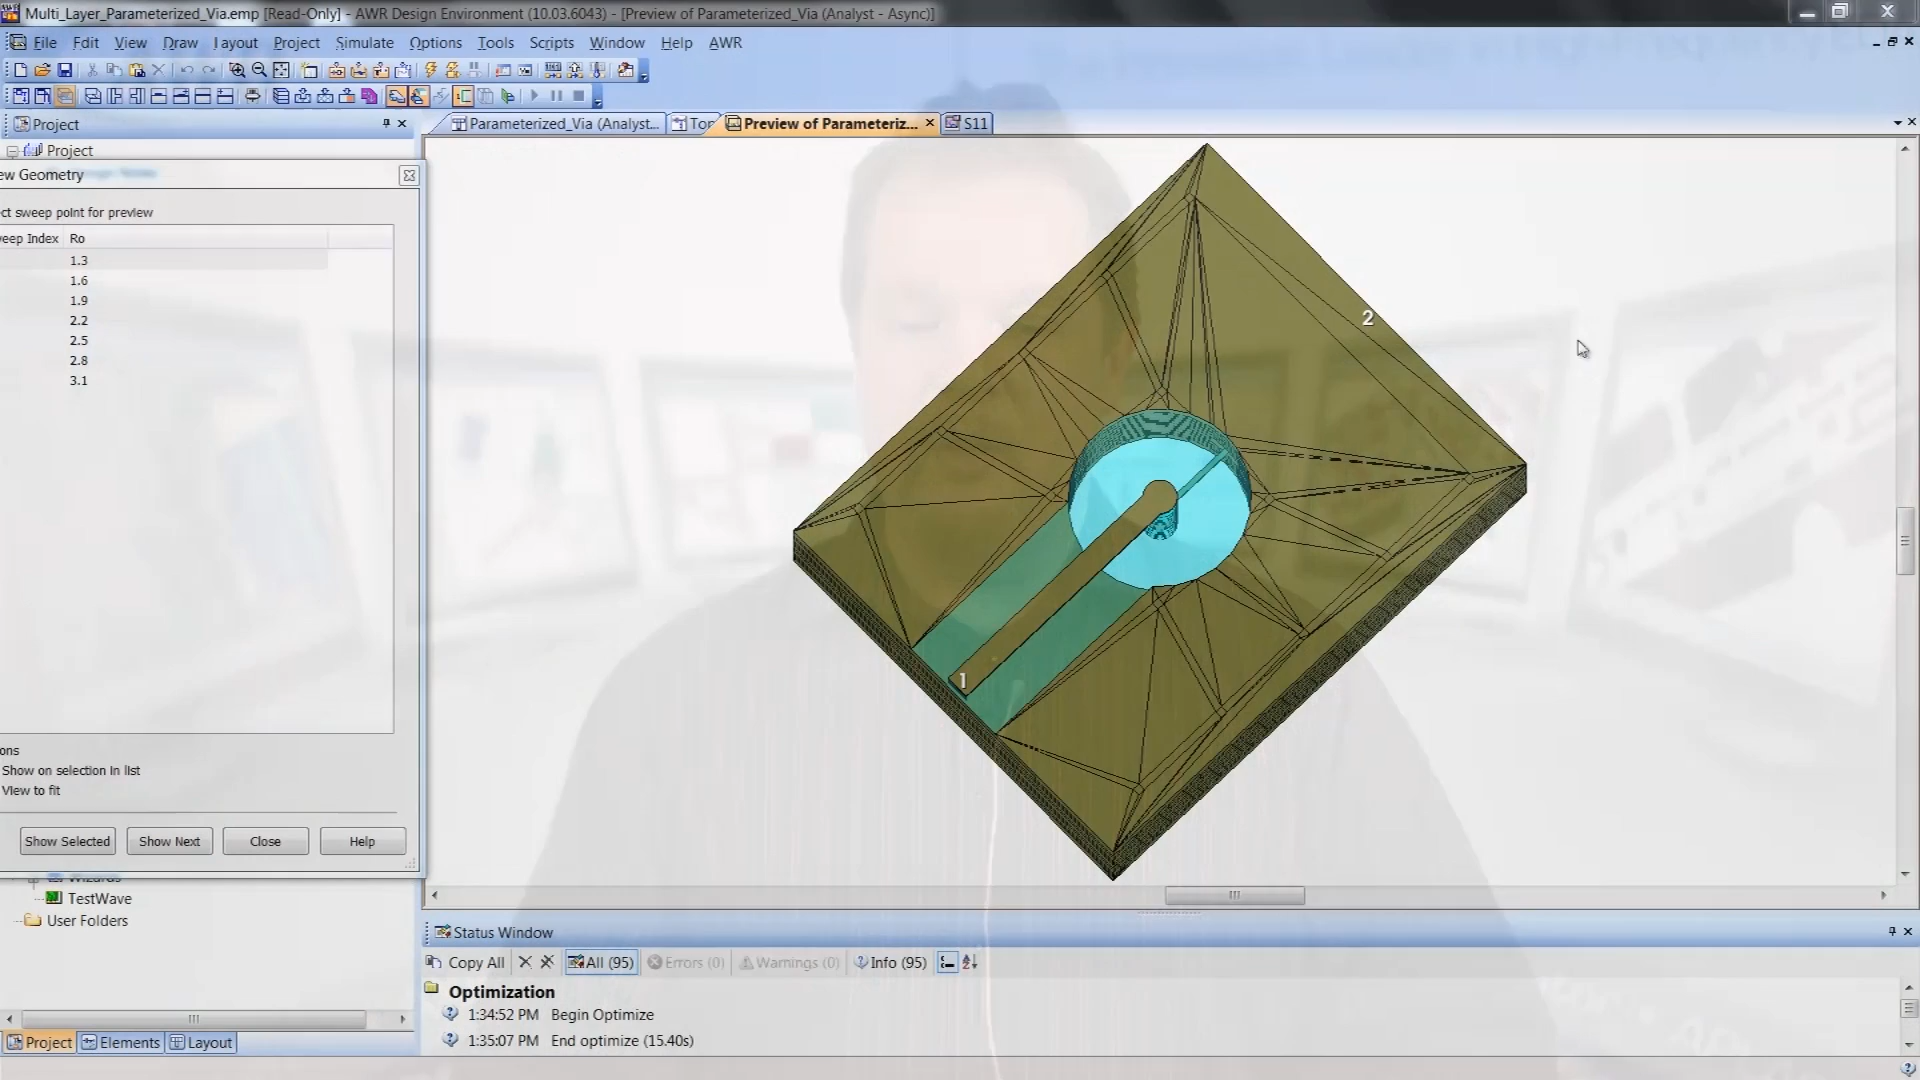 Multi_Layer_Parameterized_Via.emp [Read-Only] - AWR Design Environment (10.03.6043) - [Preview of Parameterized_Via (Analyst - Async)]
File Edit View Draw Layout Project Simulate Options Tools Scripts Window Help AWR
Project
Parameterized_Via (Analyst...
Top
Preview of Parameteriz...
S11
Project
ew Geometry
ct sweep point for preview
eep Index Ro
1.3
1.6
1.9
2.2
2.5
2.8
3.1
2
1
ons
Show on selection in list
View to fit
Show Selected Show Next Close Help
Wizards
TestWave
User Folders
Status Window
Copy All All (95) Errors (0) Warnings (0) Info (95)
Optimization
1:34:52 PM Begin Optimize
1:35:07 PM End optimize (15.40s)
Project Elements Layout